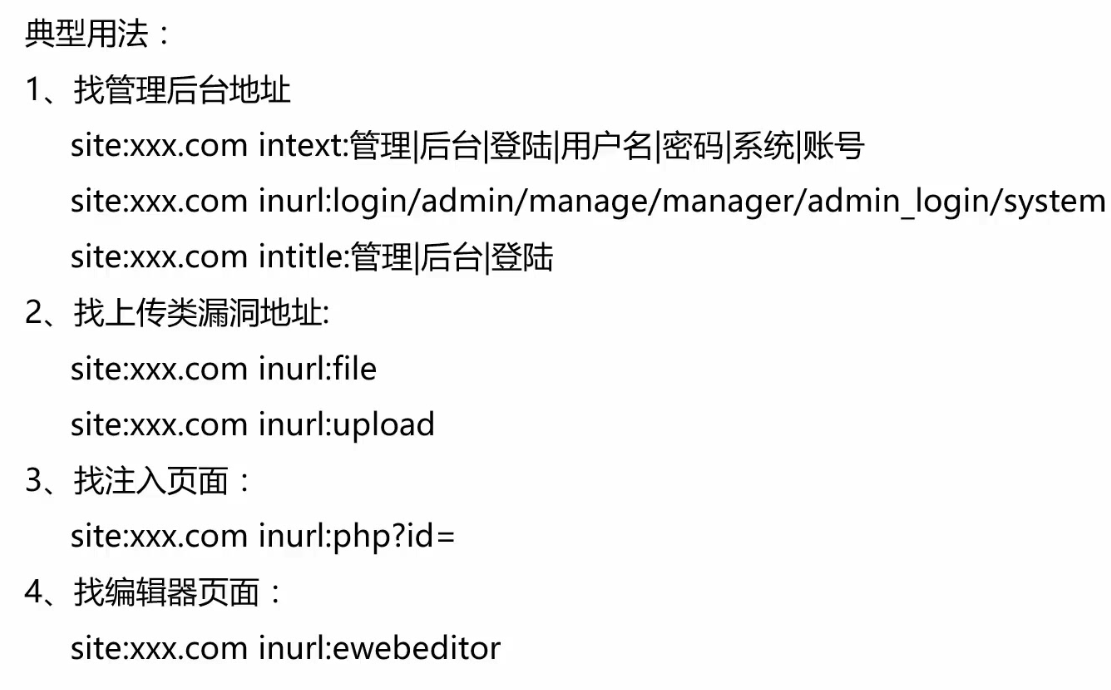 典型用法：
1、找管理后台地址
site:xxx.com intext:管理|后台|登陆|用户名|密码|系统|账号
site:xxx.com inurl:login/admin/manage/manager/admin_login/system
site:xxx.com intitle:管理|后台|登陆
2、找上传类漏洞地址:
site:xxx.com inurl:file
site:xxx.com inurl:upload
3、找注入页面：
site:xxx.com inurl:php?id=
4、找编辑器页面：
site:xxx.com inurl:ewebeditor